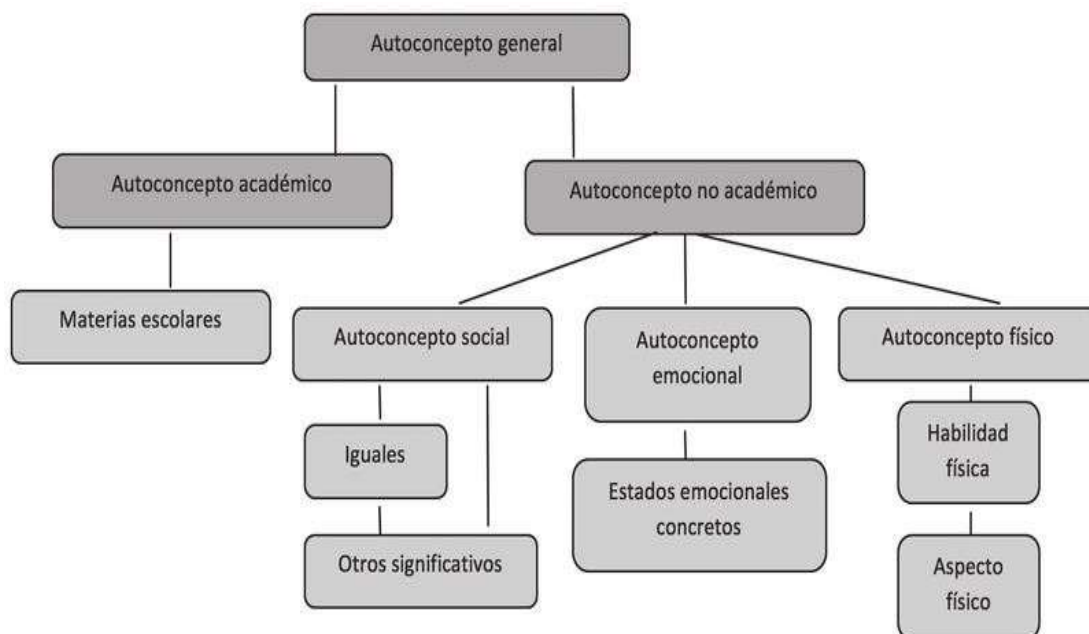 Autoconcepto general
Autoconcepto académico
Autoconcepto no académico
Materias escolares
Autoconcepto social
Autoconcepto
emocional
Autoconcepto físico
Iguales
Habilidad
física
Estados emocionales
concretos
Otros significativos
Aspecto
físico